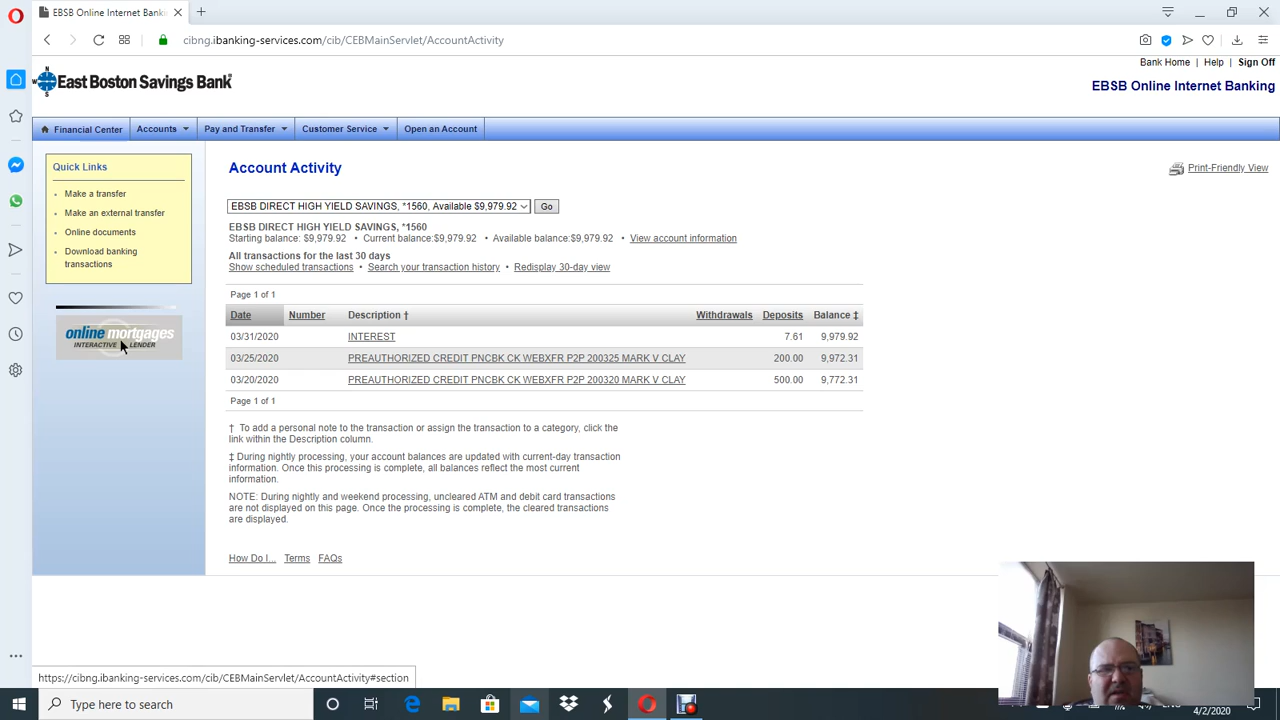 EBSB Online Internet Banki
cibng.ibanking-services.com/cib/CEBMainServlet/AccountActivity
Bank Home | Help | Sign Off
N
W
S
East Boston Savings Bank
EBSB Online Internet Banking
Financial Center
Accounts
Pay and Transfer
Customer Service
Open an Account
Quick Links
Make a transfer
Make an external transfer
Online documents
Download banking
transactions
online mortgages
INTERACTIVE LENDER
Account Activity
Print-Friendly View
EBSB DIRECT HIGH YIELD SAVINGS, *1560, Available $9,979.92
Go
EBSB DIRECT HIGH YIELD SAVINGS, *1560
Starting balance: $9,979.92 • Current balance:$9,979.92 • Available balance:$9,979.92 • View account information
All transactions for the last 30 days
Show scheduled transactions • Search your transaction history • Redisplay 30-day view
Page 1 of 1
Date Number Description † Withdrawals Deposits Balance ‡
03/31/2020 INTEREST 7.61 9,979.92
03/25/2020 PREAUTHORIZED CREDIT PNCBK CK WEBXFR P2P 200325 MARK V CLAY 200.00 9,972.31
03/20/2020 PREAUTHORIZED CREDIT PNCBK CK WEBXFR P2P 200320 MARK V CLAY 500.00 9,772.31
Page 1 of 1
† To add a personal note to the transaction or assign the transaction to a category, click the
link within the Description column.
‡ During nightly processing, your account balances are updated with current-day transaction
information. Once this processing is complete, all balances reflect the most current
information.
NOTE: During nightly and weekend processing, uncleared ATM and debit card transactions
are not displayed on this page. Once the processing is complete, the cleared transactions
are displayed.
How Do I... Terms FAQs
https://cibng.ibanking-services.com/cib/CEBMainServlet/AccountActivity#section
Type here to search
4/2/2020